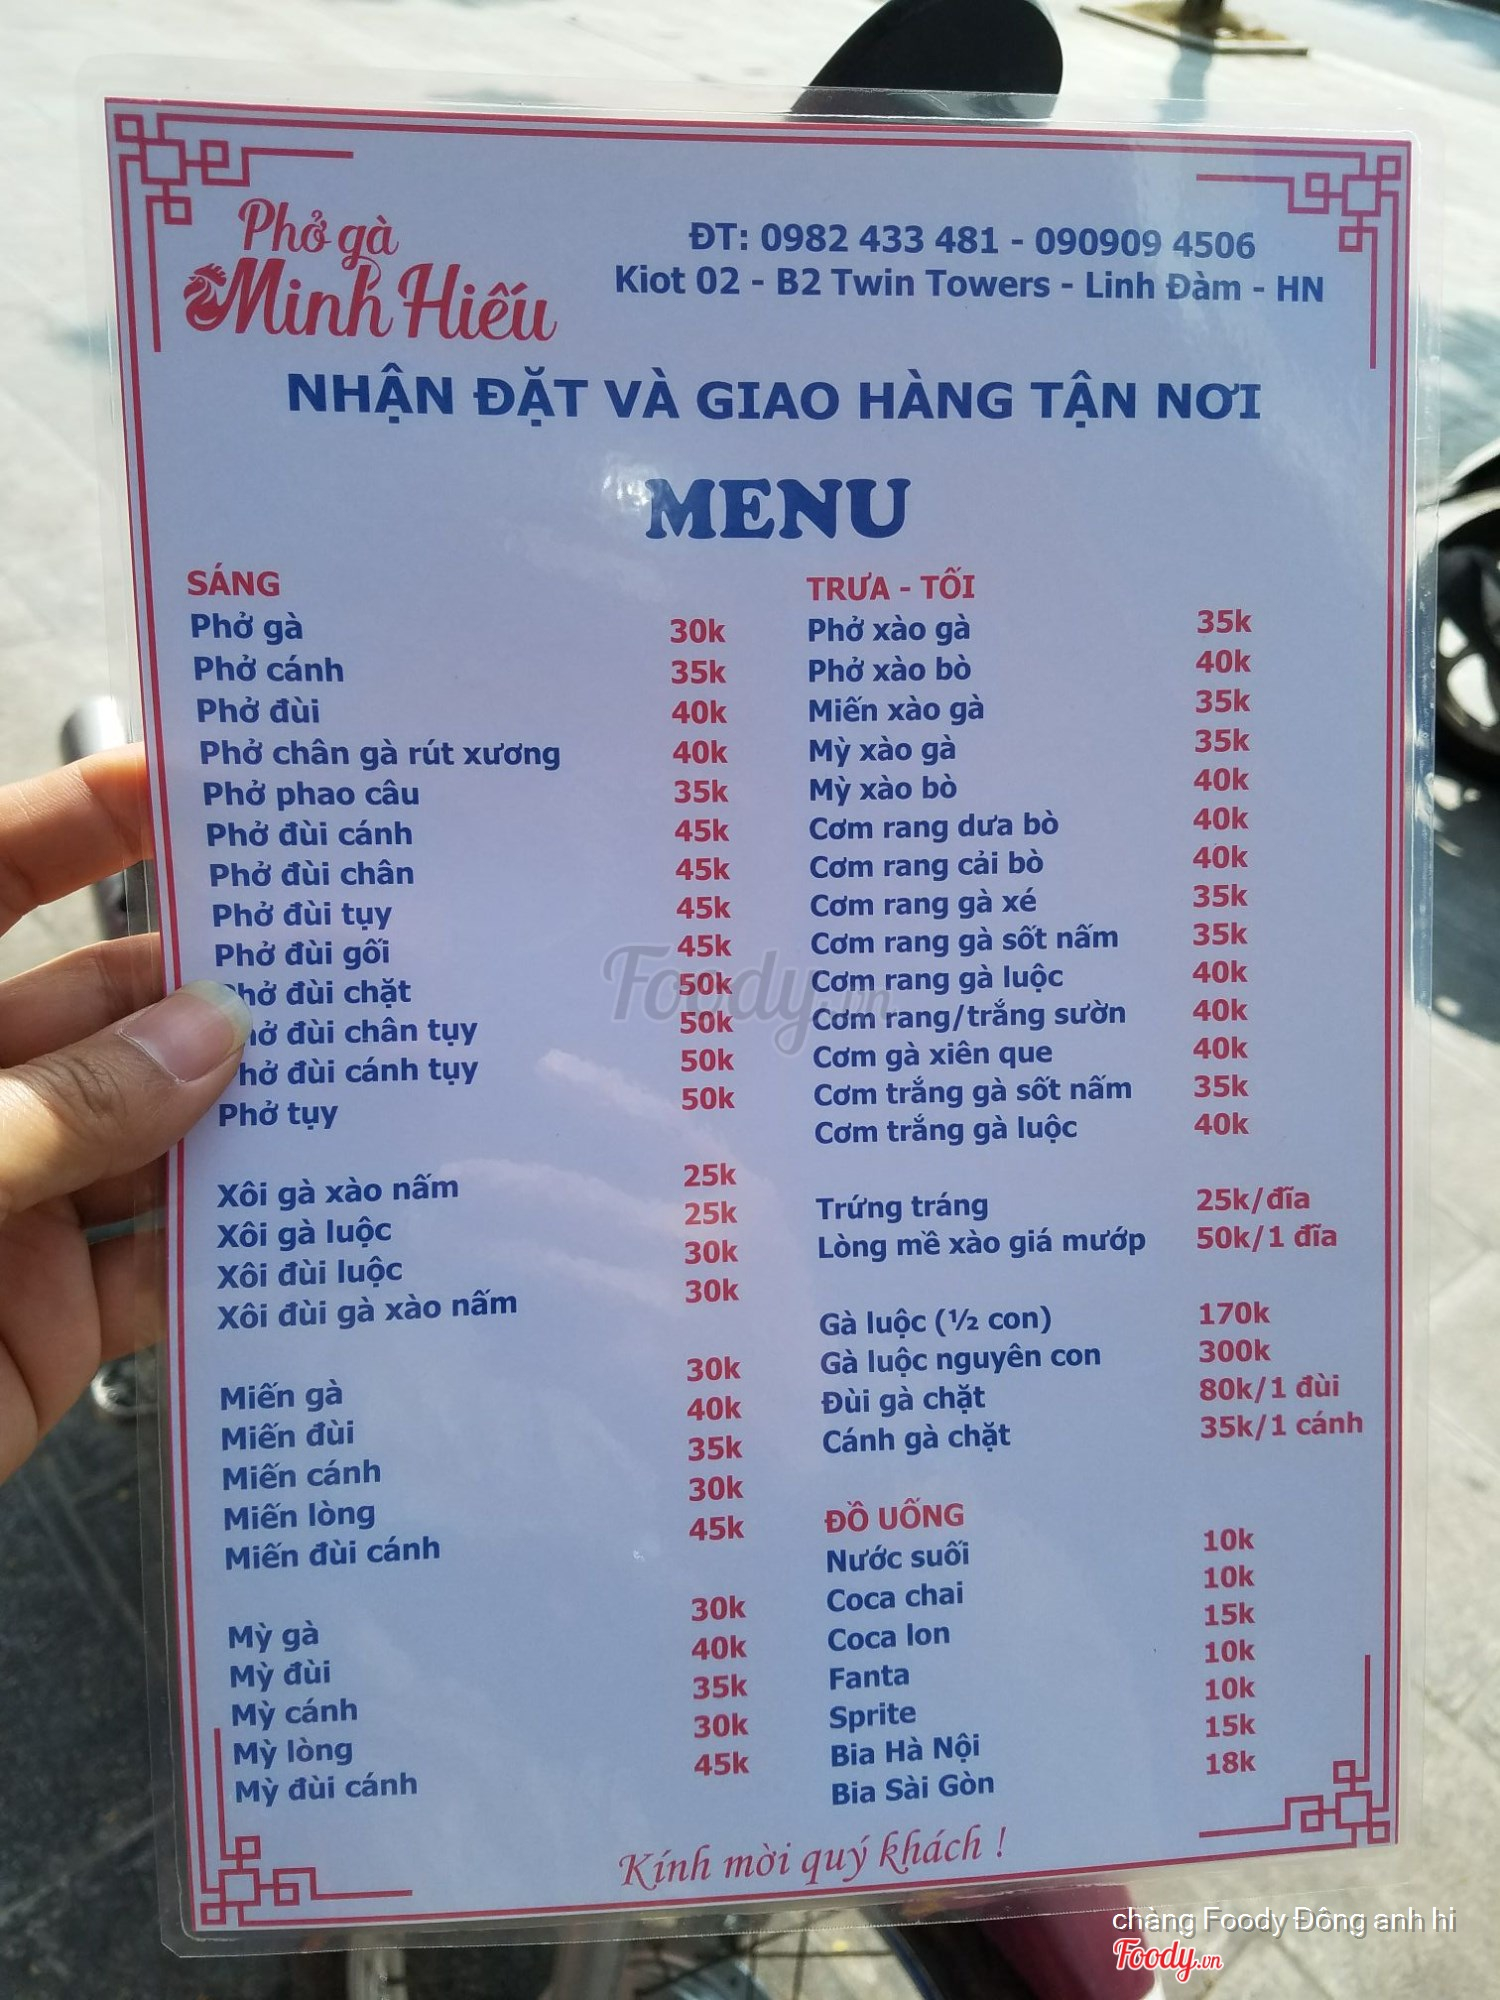 Phở gà
Minh Hiếu
ĐT: 0982 433 481 - 090909 4506
Kiot 02 - B2 Twin Towers - Linh Đàm - HN
NHẬN ĐẶT VÀ GIAO HÀNG TẬN NƠI
MENU
SÁNG
Phở gà 30k
Phở cánh 35k
Phở đùi 40k
Phở chân gà rút xương 40k
Phở phao câu 35k
Phở đùi cánh 45k
Phở đùi chân 45k
Phở đùi tụy 45k
Phở đùi gối 45k
Phở đùi chặt 50k
Phở đùi chân tụy 50k
Phở đùi cánh tụy 50k
Phở tụy 50k
Xôi gà xào nấm 25k
Xôi gà luộc 25k
Xôi đùi luộc 30k
Xôi đùi gà xào nấm 30k
Miến gà 30k
Miến đùi 40k
Miến cánh 35k
Miến lòng 30k
Miến đùi cánh 45k
Mỳ gà 30k
Mỳ đùi 40k
Mỳ cánh 35k
Mỳ lòng 30k
Mỳ đùi cánh 45k
TRƯA - TỐI
Phở xào gà 35k
Phở xào bò 40k
Miến xào gà 35k
Mỳ xào gà 35k
Mỳ xào bò 40k
Cơm rang dưa bò 40k
Cơm rang cải bò 40k
Cơm rang gà xé 35k
Cơm rang gà sốt nấm 35k
Cơm rang gà luộc 40k
Cơm rang/trắng sườn 40k
Cơm gà xiên que 40k
Cơm trắng gà sốt nấm 35k
Cơm trắng gà luộc 40k
Trứng tráng 25k/đĩa
Lòng mề xào giá mướp 50k/1 đĩa
Gà luộc (½ con) 170k
Gà luộc nguyên con 300k
Đùi gà chặt 80k/1 đùi
Cánh gà chặt 35k/1 cánh
ĐỒ UỐNG
Nước suối 10k
Coca chai 10k
Coca lon 15k
Fanta 10k
Sprite 10k
Bia Hà Nội 15k
Bia Sài Gòn 18k
Kính mời quý khách !
Foody.vn
chàng Foody Đông anh hi
Foody.vn